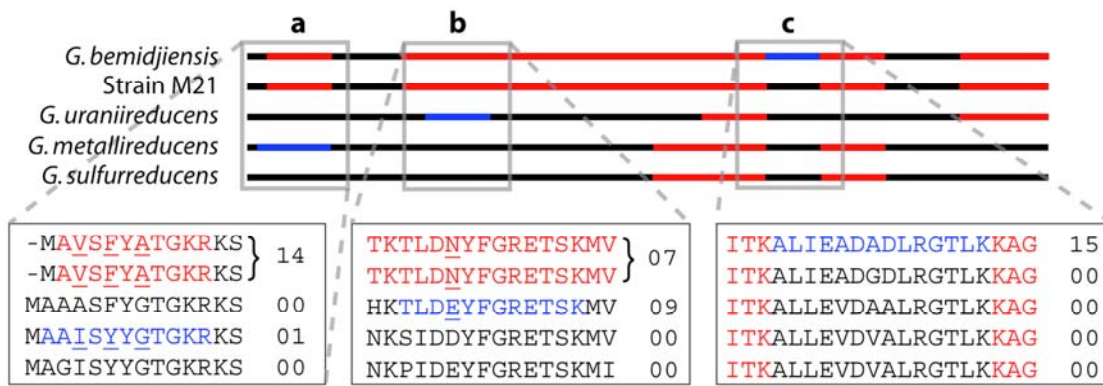 a b c
G. bemidjiensis
Strain M21
G. uraniireducens
G. metallireducens
G. sulfurreducens
-MAVSFYATGKRKS
-MAVSFYATGKRKS
} 14
MAAASFYGTGKRKS 00
MAAISYYGTGKRKS 01
MAGISYYGTGKRKS 00
TKTLDNYFGRETSKMV
TKTLDNYFGRETSKMV
} 07
HKTLDEYFGRETSKMV 09
NKSIDDYFGRETSKMV 00
NKPIDEYFGRETSKMI 00
ITKALIEADADLRGTLKKAG 15
ITKALIEADGDLRGTLKKAG 00
ITKALLEVDAALRGTLKKAG 00
ITKALLEVDVALRGTLKKAG 00
ITKALLEVDVALRGTLKKAG 00